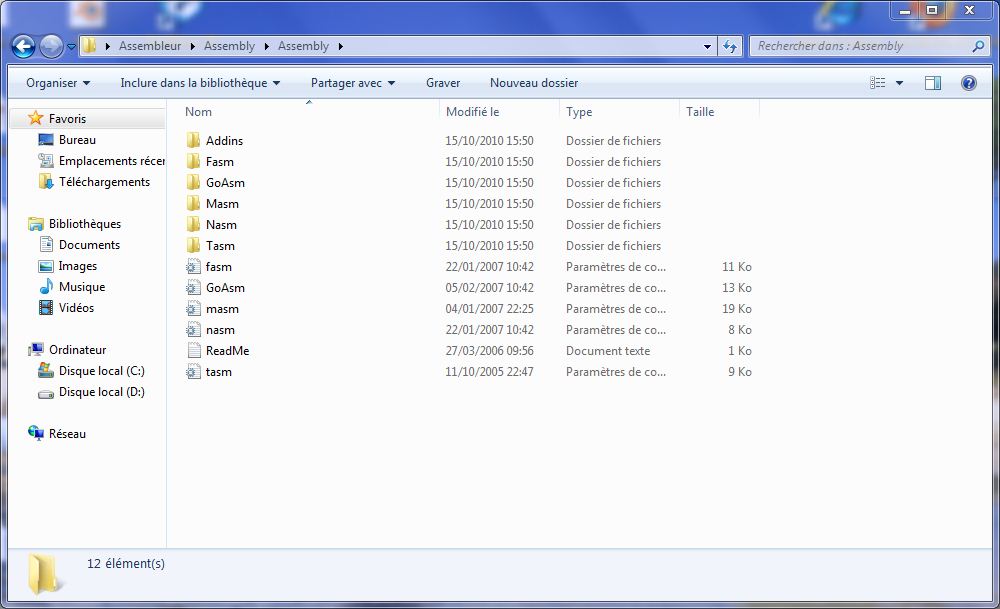 Assembleur Assembly Assembly
Rechercher dans : Assembly
Organiser Inclure dans la bibliothèque Partager avec Graver Nouveau dossier
Favoris
Bureau
Emplacements récer
Téléchargements
Bibliothèques
Documents
Images
Musique
Vidéos
Ordinateur
Disque local (C:)
Disque local (D:)
Réseau
Nom Modifié le Type Taille
Addins 15/10/2010 15:50 Dossier de fichiers
Fasm 15/10/2010 15:50 Dossier de fichiers
GoAsm 15/10/2010 15:50 Dossier de fichiers
Masm 15/10/2010 15:50 Dossier de fichiers
Nasm 15/10/2010 15:50 Dossier de fichiers
Tasm 15/10/2010 15:50 Dossier de fichiers
fasm 22/01/2007 10:42 Paramètres de co... 11 Ko
GoAsm 05/02/2007 10:42 Paramètres de co... 13 Ko
masm 04/01/2007 22:25 Paramètres de co... 19 Ko
nasm 22/01/2007 10:42 Paramètres de co... 8 Ko
ReadMe 27/03/2006 09:56 Document texte 1 Ko
tasm 11/10/2005 22:47 Paramètres de co... 9 Ko
12 élément(s)